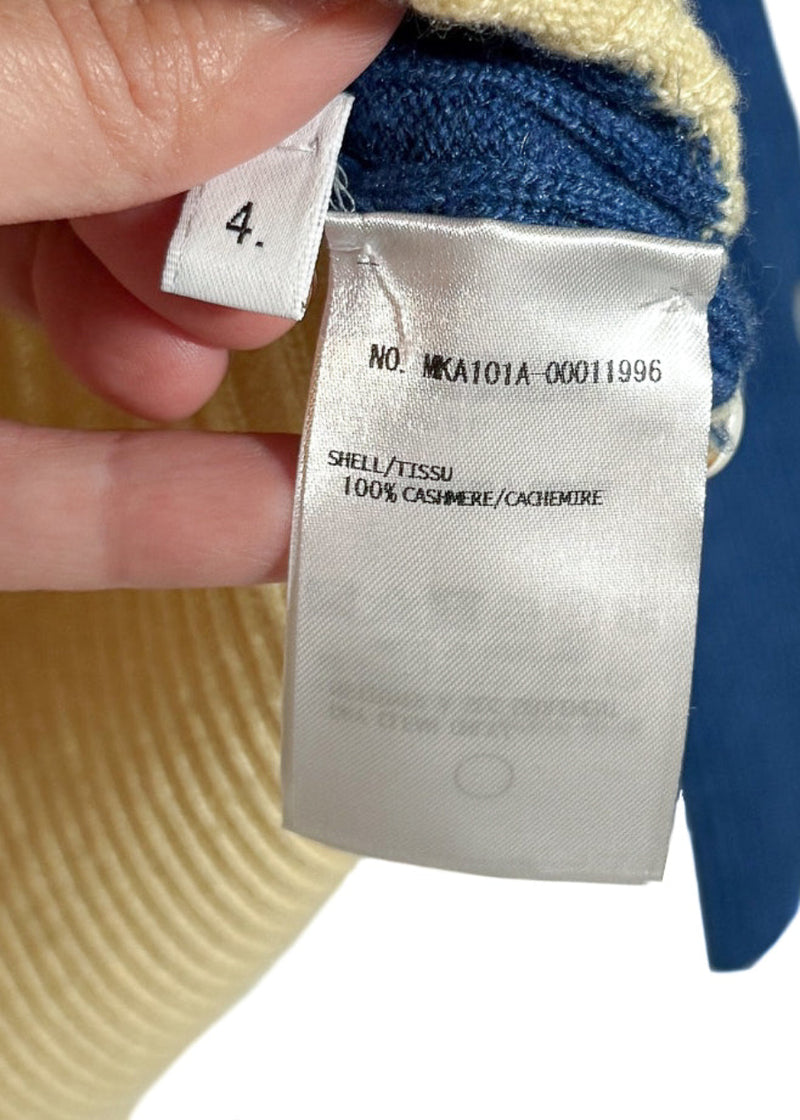 4.
NO. MKA101A-00011996
SHELL/TISSU
100% CASHMERE/CACHEMIRE